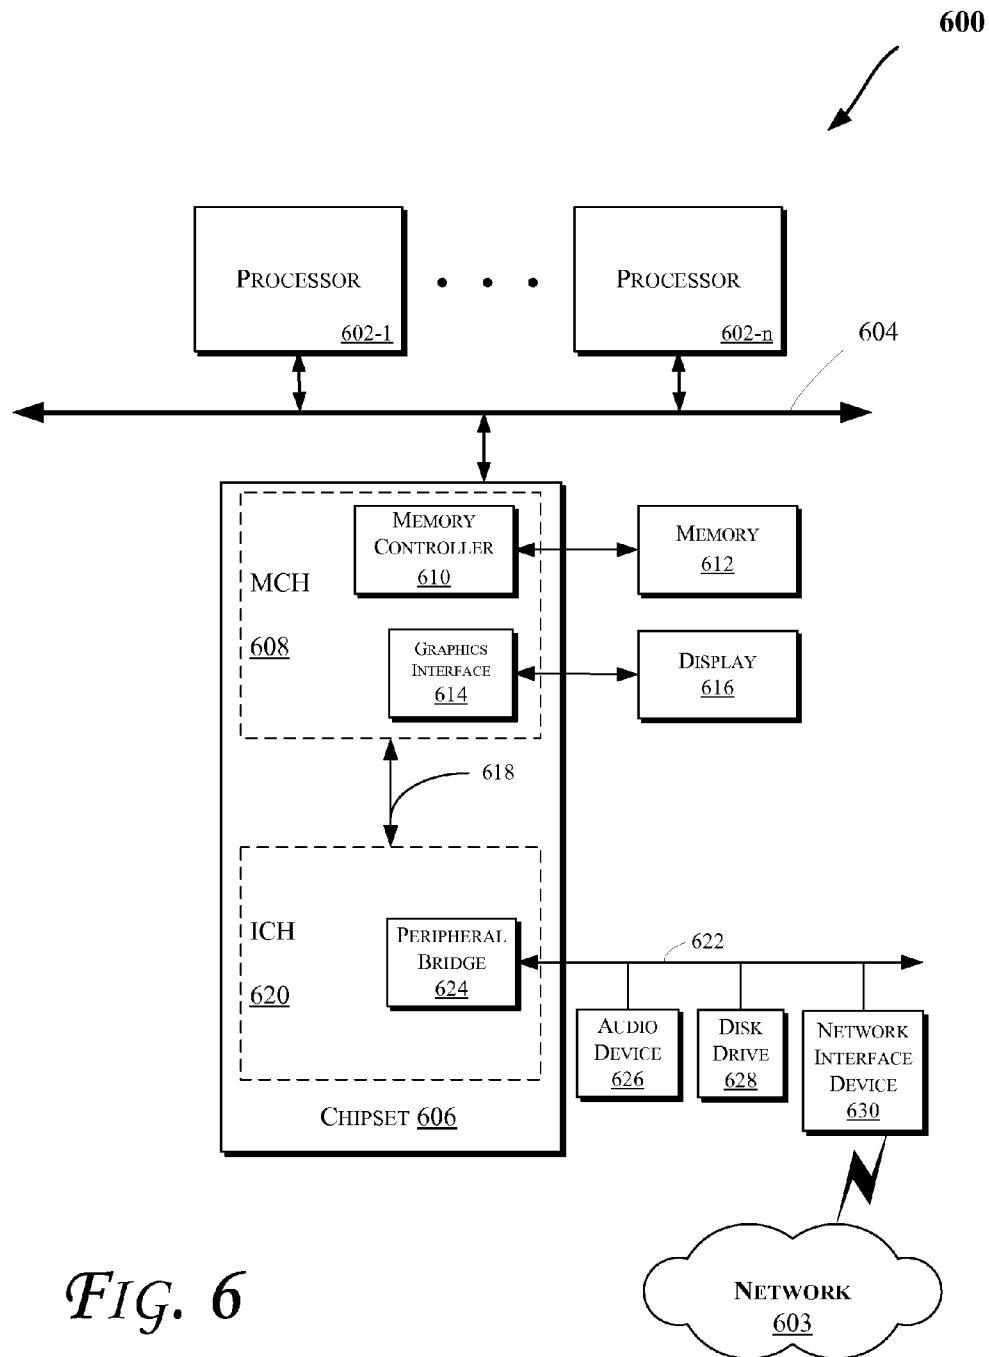 600
PROCESSOR
602-1
PROCESSOR
602-n
604
MEMORY
CONTROLLER
610
MEMORY
612
MCH
608
GRAPHICS
INTERFACE
614
DISPLAY
616
618
ICH
620
PERIPHERAL
BRIDGE
624
622
AUDIO
DEVICE
626
DISK
DRIVE
628
NETWORK
INTERFACE
DEVICE
630
CHIPSET 606
NETWORK
603
FIG. 6